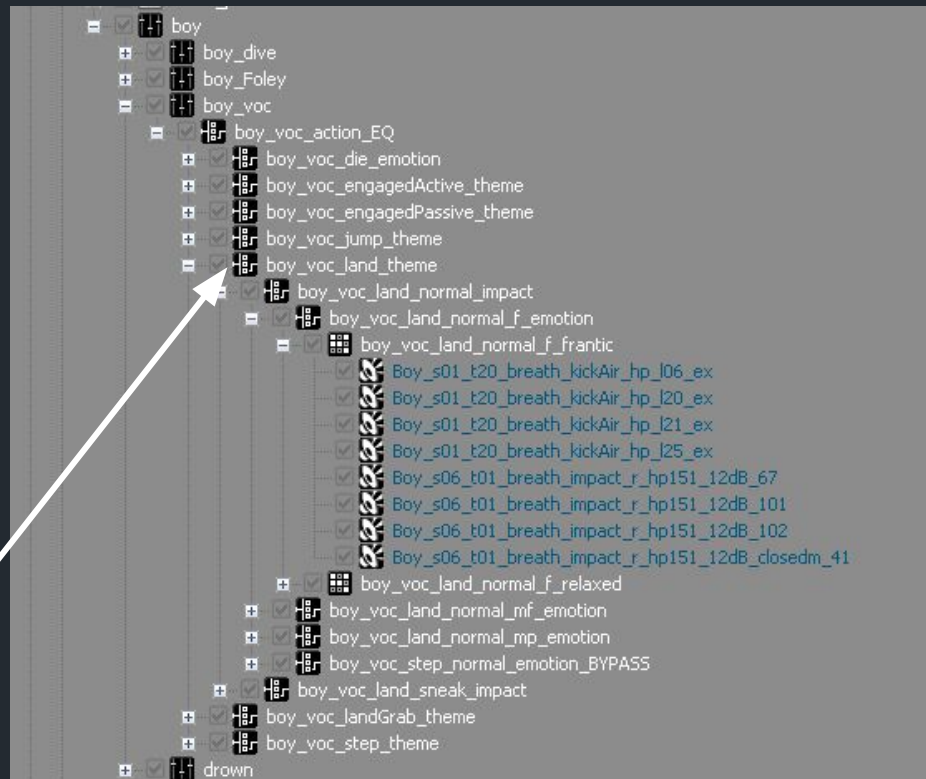 boy
boy_dive
boy_Foley
boy_voc
boy_voc_action_EQ
boy_voc_die_emotion
boy_voc_engagedActive_theme
boy_voc_engagedPassive_theme
boy_voc_jump_theme
boy_voc_land_theme
boy_voc_land_normal_impact
boy_voc_land_normal_f_emotion
boy_voc_land_normal_f_frantic
Boy_s01_t20_breath_kickAir_hp_l06_ex
Boy_s01_t20_breath_kickAir_hp_l20_ex
Boy_s01_t20_breath_kickAir_hp_l21_ex
Boy_s01_t20_breath_kickAir_hp_l25_ex
Boy_s06_t01_breath_impact_r_hp151_12dB_67
Boy_s06_t01_breath_impact_r_hp151_12dB_101
Boy_s06_t01_breath_impact_r_hp151_12dB_102
Boy_s06_t01_breath_impact_r_hp151_12dB_closedm_41
boy_voc_land_normal_f_relaxed
boy_voc_land_normal_mf_emotion
boy_voc_land_normal_mp_emotion
boy_voc_step_normal_emotion_BYPASS
boy_voc_land_sneak_impact
boy_voc_landGrab_theme
boy_voc_step_theme
drown